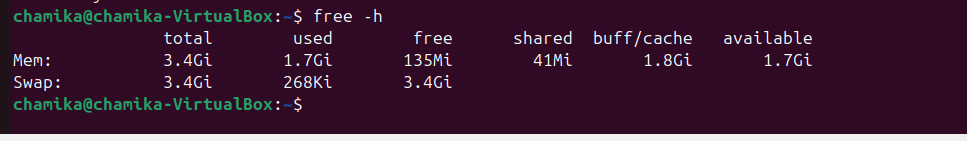 chamika@chamika-VirtualBox:~$ free -h
               total        used        free      shared  buff/cache   available
Mem:           3.4Gi       1.7Gi       135Mi        41Mi       1.8Gi       1.7Gi
Swap:          3.4Gi       268Ki       3.4Gi
chamika@chamika-VirtualBox:~$